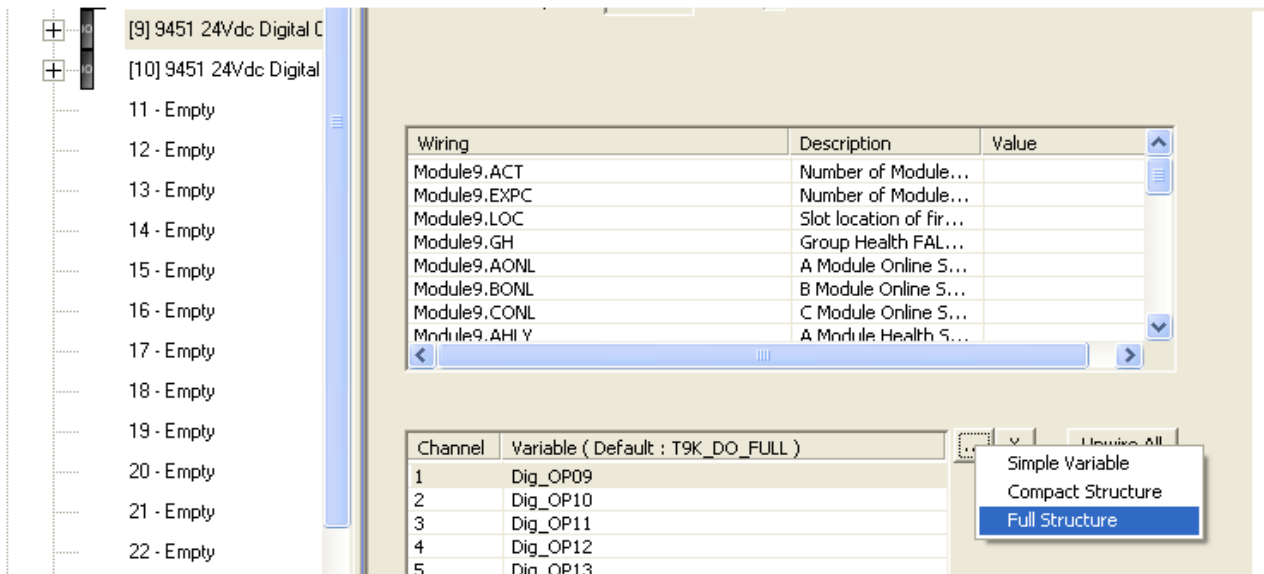 [9] 9451 24Vdc Digital
[10] 9451 24Vdc Digital
11 - Empty
12 - Empty
13 - Empty
14 - Empty
15 - Empty
16 - Empty
17 - Empty
18 - Empty
19 - Empty
20 - Empty
21 - Empty
22 - Empty
Wiring Description Value
Module9.ACT Number of Module...
Module9.EXPC Number of Module...
Module9.LOC Slot location of fir...
Module9.GH Group Health FAL...
Module9.AONL A Module Online S...
Module9.BONL B Module Online S...
Module9.CONL C Module Online S...
Module9.AHLY A Module Health S...
Channel Variable ( Default : T9K_DO_FULL ) ... X Unwire All
1 Dig_OP09
2 Dig_OP10
3 Dig_OP11
4 Dig_OP12
5 Dig_OP13
Simple Variable
Compact Structure
Full Structure